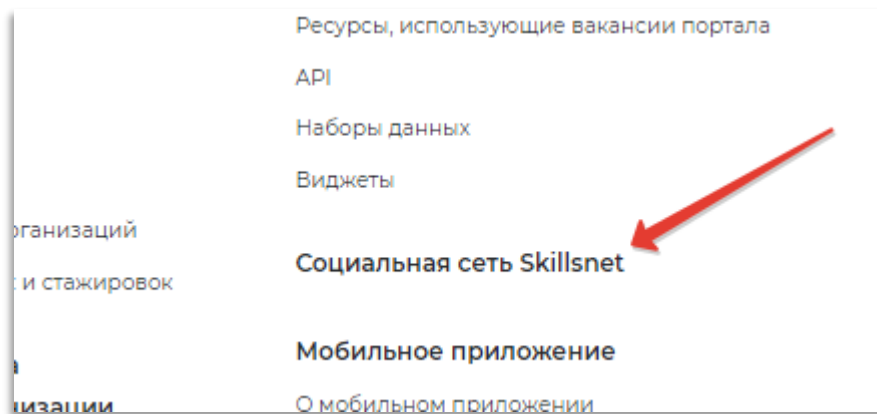 Ресурсы, использующие вакансии портала
API
Наборы данных
Виджеты
организаций
и стажировок
Социальная сеть Skillsnet
Мобильное приложение
О мобильном приложении